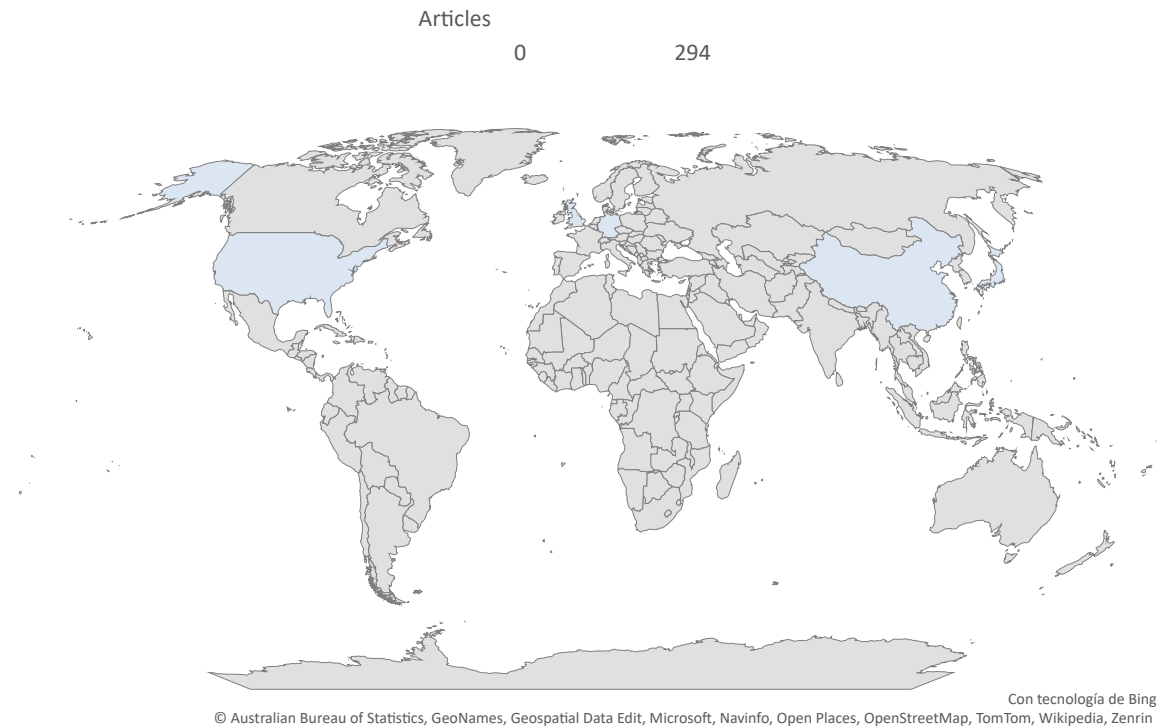 Articles
0 294
Con tecnología de Bing
© Australian Bureau of Statistics, GeoNames, Geospatial Data Edit, Microsoft, Navinfo, Open Places, OpenStreetMap, TomTom, Wikipedia, Zenrin